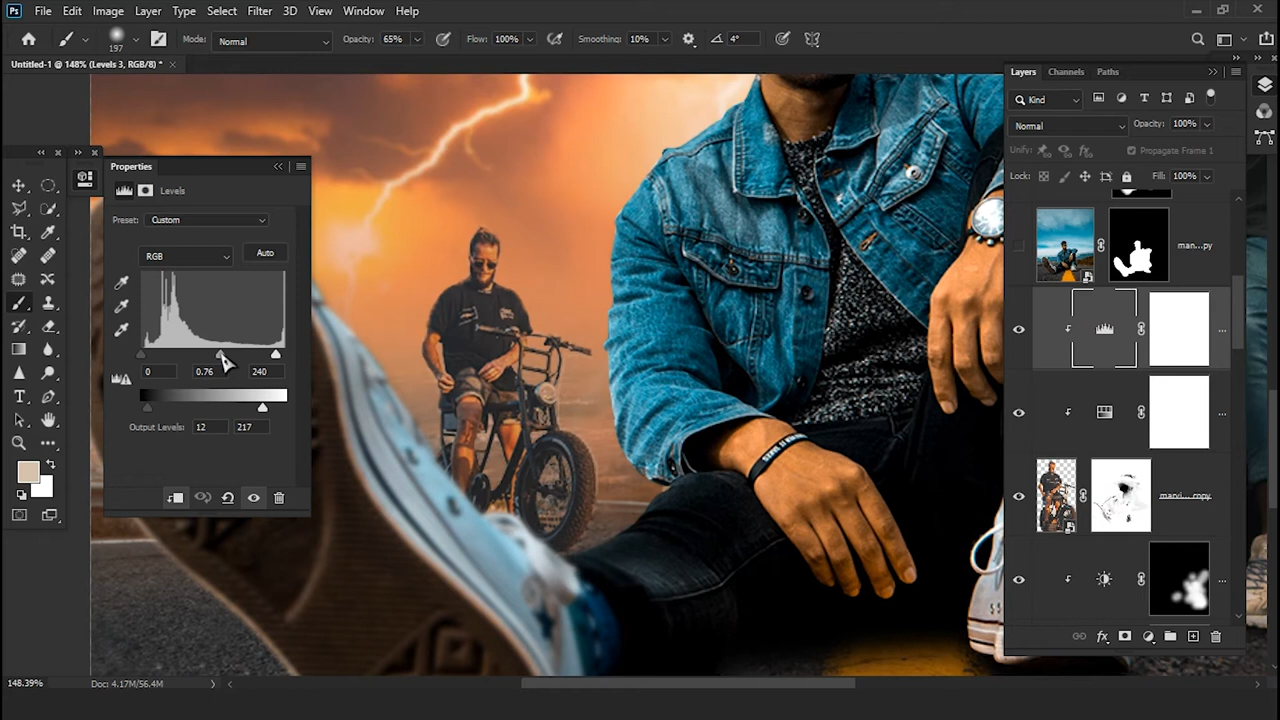 Ps File Edit Image Layer Type Select Filter 3D View Window Help
197 Mode: Normal Opacity: 65% Flow: 100% Smoothing: 10% 4°
Untitled-1 @ 148% (Levels 3, RGB/8) *
Layers Channels Paths
Kind
Normal Opacity: 100%
Unify: Propagate Frame 1
Lock: Fill: 100%
Properties
Levels
Preset: Custom
RGB Auto
0 0.76 240
Output Levels: 12 217
man...py
manxi... copy
148.39% Doc: 4.17M/56.4M